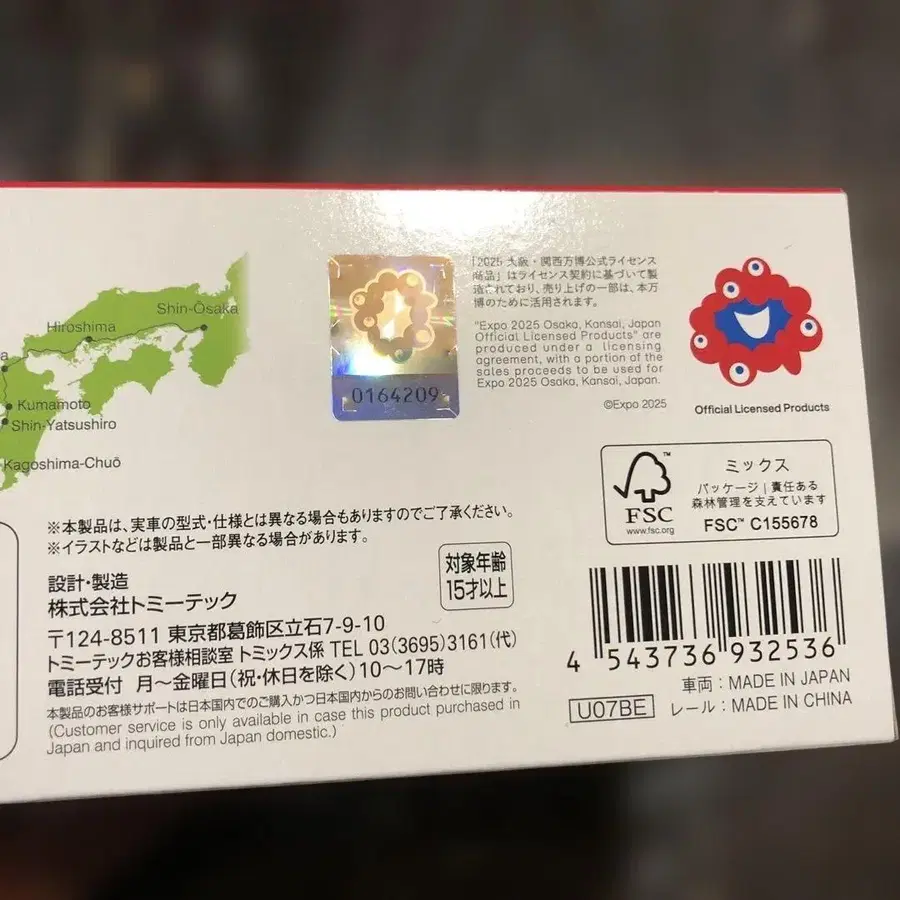 Shin-Ōsaka
Hiroshima
Kumamoto
Shin-Yatsushiro
Kagoshima-Chuō
0164209
「2025 大阪・関西万博公式ライセンス
商品」はライセンス契約に基づいて製
造されており、売り上げの一部は、本万
博のために活用されます。
"Expo 2025 Osaka, Kansai, Japan
Official Licensed Products" are
produced under a licensing
agreement, with a portion of the
sales proceeds to be used for
Expo 2025 Osaka, Kansai, Japan.
©Expo 2025
Official Licensed Products
FSC
www.fsc.org
ミックス
パッケージ|責任ある
森林管理を支えています
FSC™ C155678
※本製品は、実車の型式・仕様とは異なる場合もありますのでご了承ください。
※イラストなどは製品と一部異なる場合があります。
対象年齢
15才以上
設計・製造
株式会社トミーテック
〒124-8511 東京都葛飾区立石7-9-10
トミーテックお客様相談室 トミックス係 TEL 03(3695)3161(代)
電話受付 月～金曜日(祝・休日を除く)10～17時
本製品のお客様サポートは日本国内でのご購入かつ日本国内からのお問い合わせに限ります。
(Customer service is only available in case this product purchased in
Japan and inquired from Japan domestic.)
4 543736 932536
U07BE
車両：MADE IN JAPAN
レール：MADE IN CHINA